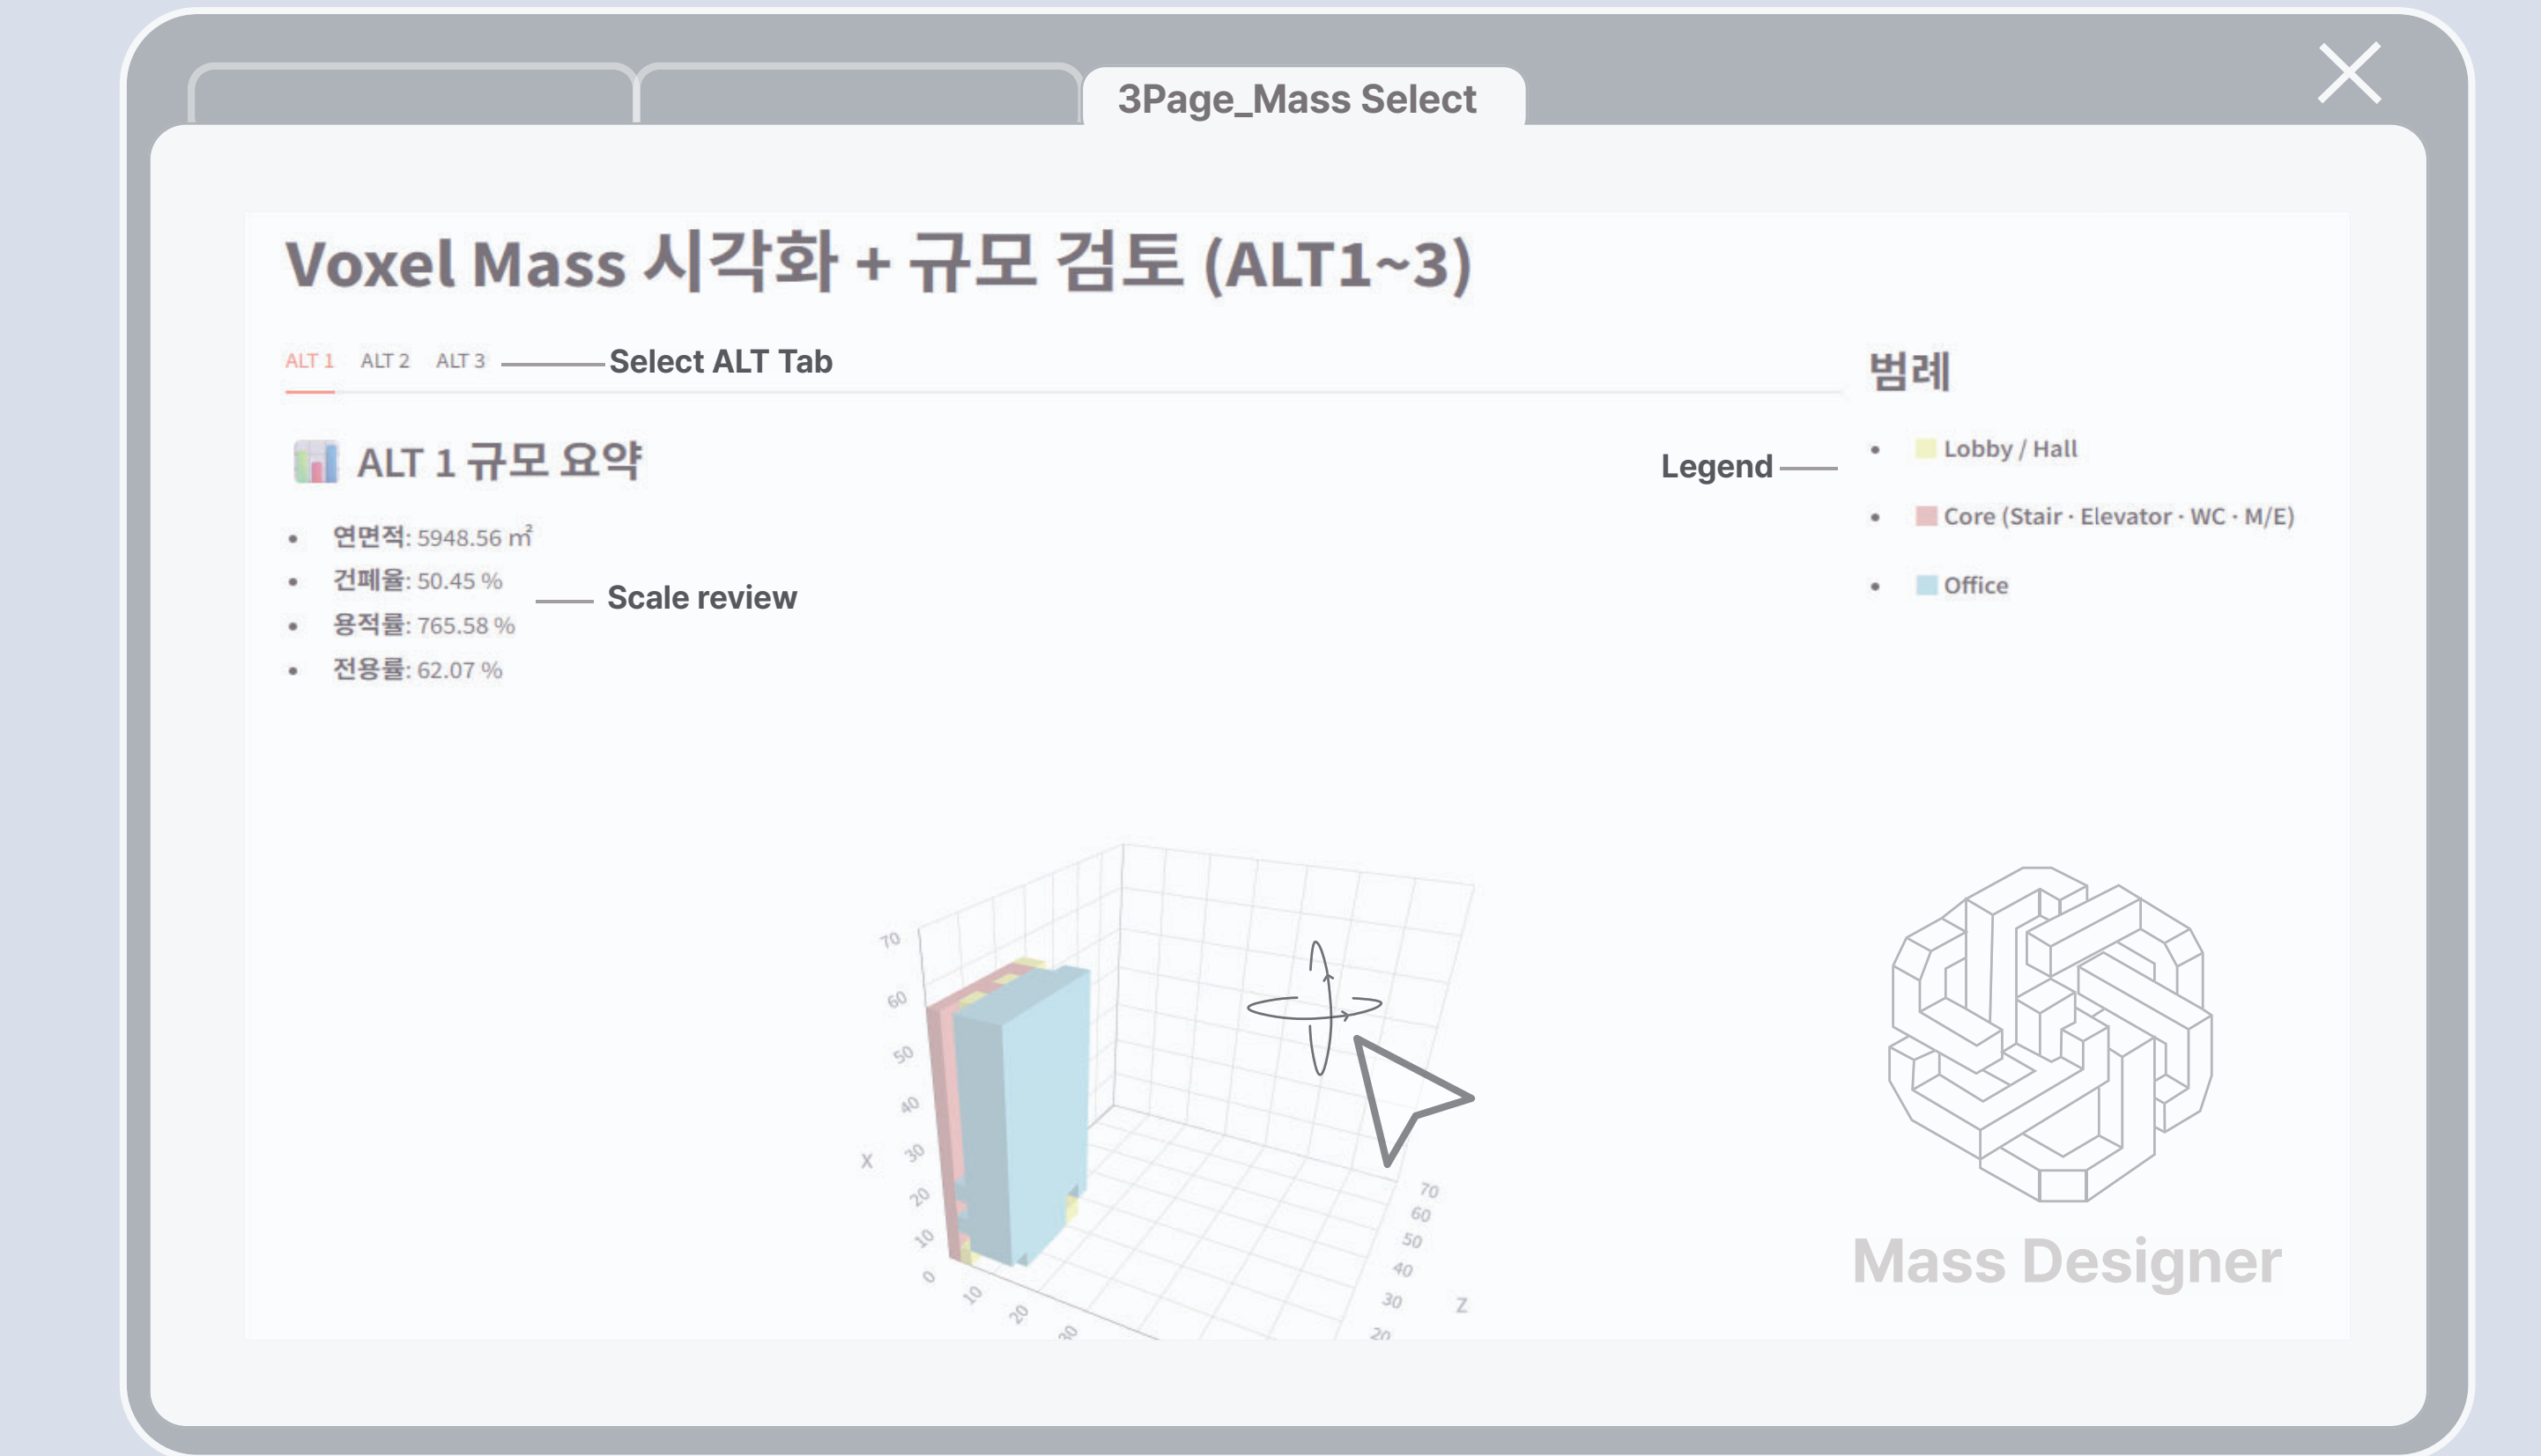 3Page_Mass Select
Voxel Mass 시각화 + 규모 검토 (ALT1~3)
ALT 1 ALT 2 ALT 3 Select ALT Tab
범례
ALT 1 규모 요약
Legend
Lobby / Hall
Core (Stair · Elevator · WC · M/E)
Office
연면적: 5948.56 ㎡
건폐율: 50.45 %
용적률: 765.58 %
전용률: 62.07 %
Scale review
70
60
50
40
30
20
10
0
X
10
20
30
70
60
50
40
30
20
Z
Mass Designer